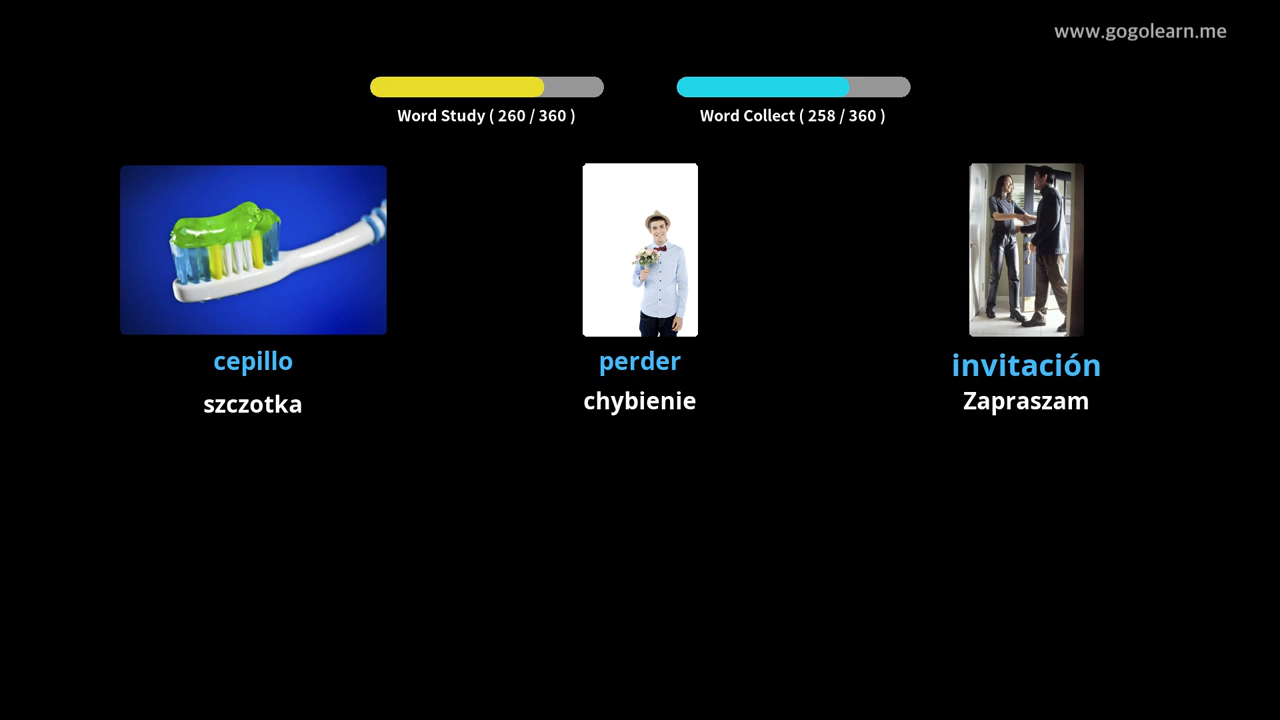 www.gogolearn.me
Word Study ( 260 / 360 )
Word Collect ( 258 / 360 )
cepillo
szczotka
perder
chybienie
invitación
Zapraszam